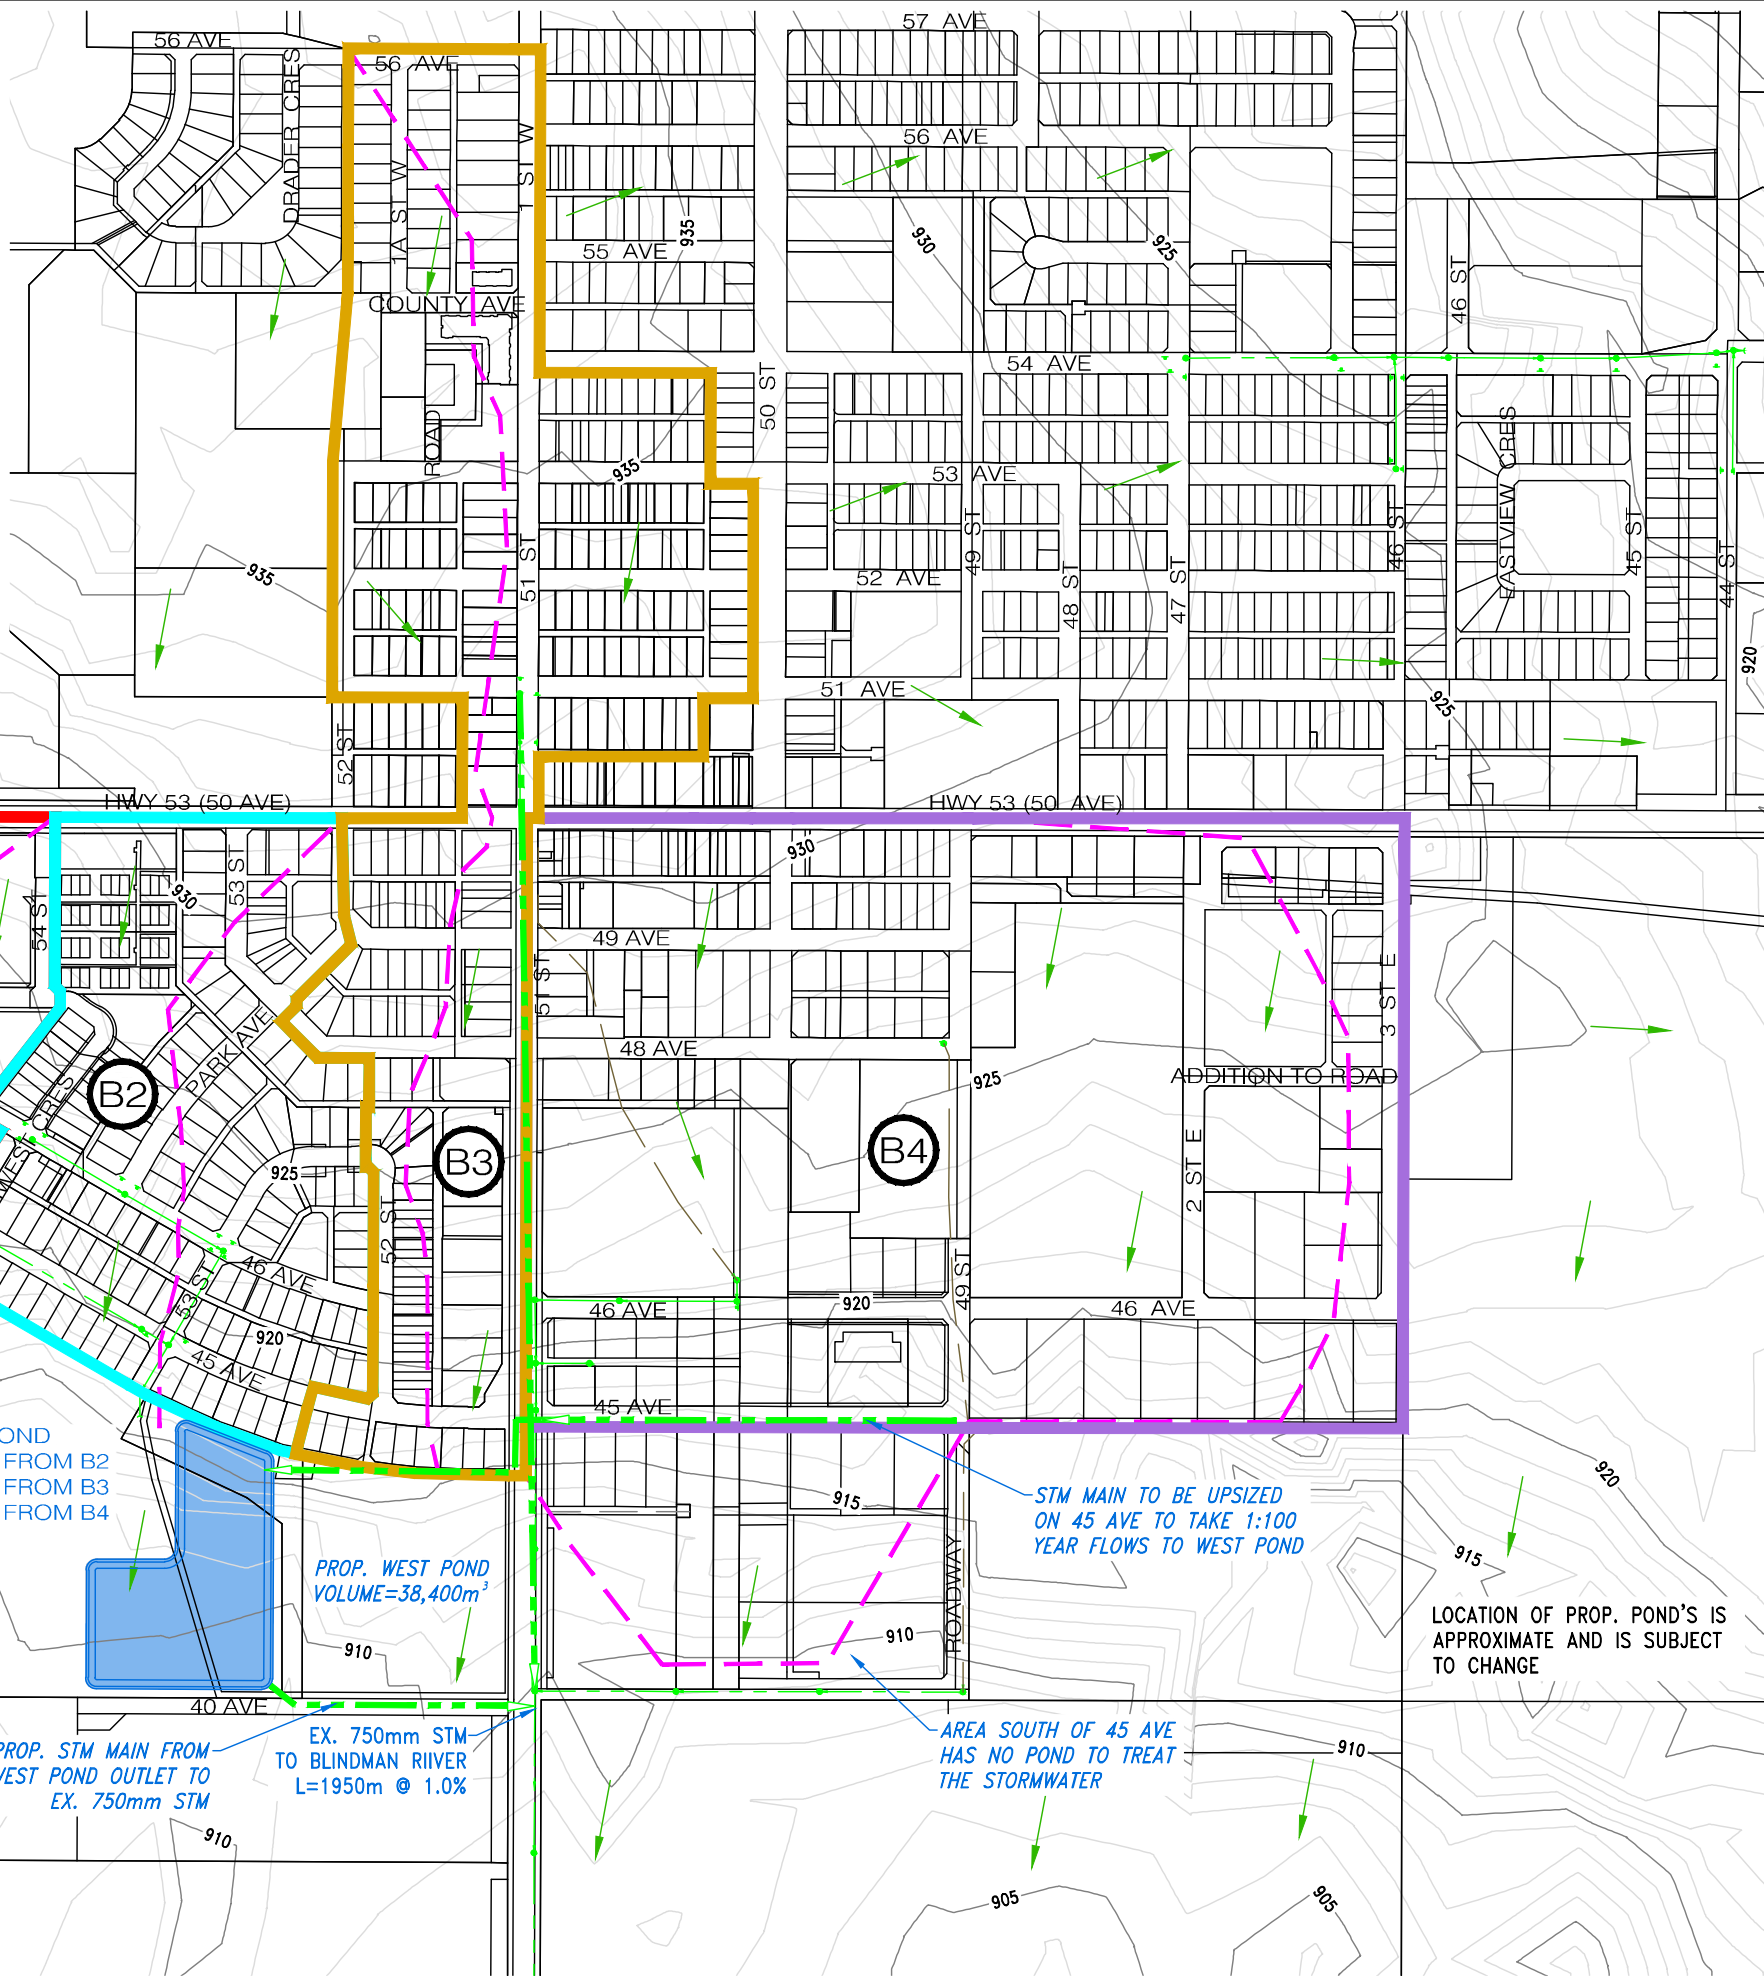 57 AVE
56 AVE
56 AVE
DRADER CRES
1 ST W
1A ST W
56 AVE
55 AVE
935
930
925
46 ST
COUNTY AVE
54 AVE
50 ST
ROAD
935
53 AVE
EASTVIEW CRES
935
51 ST
49 ST
52 AVE
48 ST
47 ST
46 ST
45 ST
44 ST
920
51 AVE
925
52 ST
HWY 53 (50 AVE)
HWY 53 (50 AVE)
930
53 ST
930
54 ST
49 AVE
51 ST
3 ST E
48 AVE
PARK AVE
925
ADDITION TO ROAD
B2
B3
B4
CRES
925
2 ST E
52 ST
46 AVE
53 ST
49 ST
920
46 AVE
46 AVE
920
45 AVE
45 AVE
OND
FROM B2
FROM B3
FROM B4
STM MAIN TO BE UPSIZED
ON 45 AVE TO TAKE 1:100
YEAR FLOWS TO WEST POND
920
915
915
PROP. WEST POND
VOLUME=38,400m³
ROADWAY
LOCATION OF PROP. POND'S IS
APPROXIMATE AND IS SUBJECT
TO CHANGE
910
910
40 AVE
PROP. STM MAIN FROM
WEST POND OUTLET TO
EX. 750mm STM
EX. 750mm STM
TO BLINDMAN RIIVER
L=1950m @ 1.0%
AREA SOUTH OF 45 AVE
HAS NO POND TO TREAT
THE STORMWATER
910
910
905
905